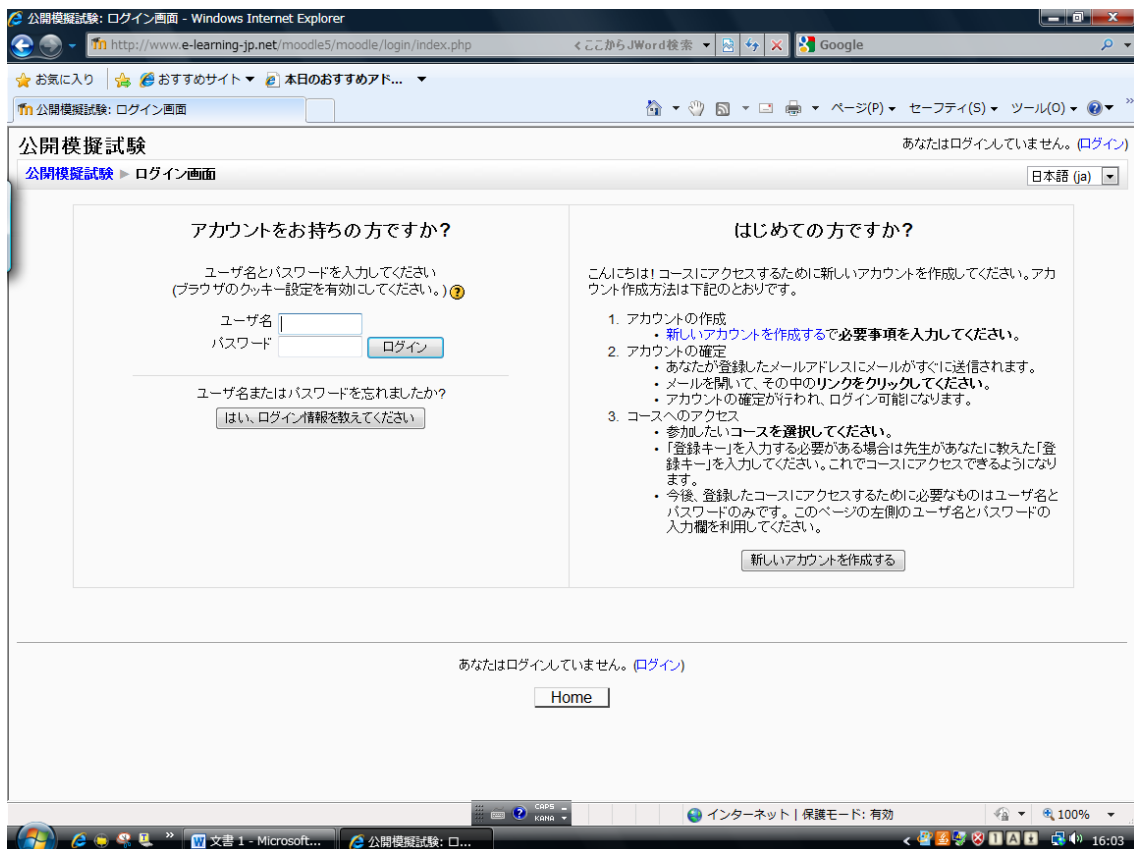 公開模擬試験: ログイン画面 - Windows Internet Explorer
http://www.e-learning-jp.net/moodle5/moodle/login/index.php
<ここからJWord検索
Google
お気に入り
おすすめサイト ▼
本日のおすすめアド... ▼
公開模擬試験: ログイン画面
ページ(P) ▼ セーフティ(S) ▼ ツール(O) ▼
公開模擬試験
あなたはログインしていません。(ログイン)
公開模擬試験 ► ログイン画面
日本語 (ja)
アカウントをお持ちの方ですか?
ユーザ名とパスワードを入力してください
(ブラウザのクッキー設定を有効にしてください。)
ユーザ名
パスワード
ログイン
ユーザ名またはパスワードを忘れましたか?
はい、ログイン情報を教えてください
はじめての方ですか?
こんにちは! コースにアクセスするために新しいアカウントを作成してください。アカ
ウント作成方法は下記のとおりです。
1. アカウントの作成
• 新しいアカウントを作成するで必要事項を入力してください。
2. アカウントの確定
• あなたが登録したメールアドレスにメールがすぐに送信されます。
• メールを開いて、その中のリンクをクリックしてください。
• アカウントの確定が行われ、ログイン可能になります。
3. コースへのアクセス
• 参加したいコースを選択してください。
• 「登録キー」を入力する必要がある場合は先生があなたに教えた「登
録キー」を入力してください。これでコースにアクセスできるようになり
ます。
• 今後、登録したコースにアクセスするために必要なものはユーザ名と
パスワードのみです。このページの左側のユーザ名とパスワードの
入力欄を利用してください。
新しいアカウントを作成する
あなたはログインしていません。(ログイン)
Home
CAPS
KANA
インターネット | 保護モード: 有効
100%
文書 1 - Microsoft...
公開模擬試験: ロ...
16:03